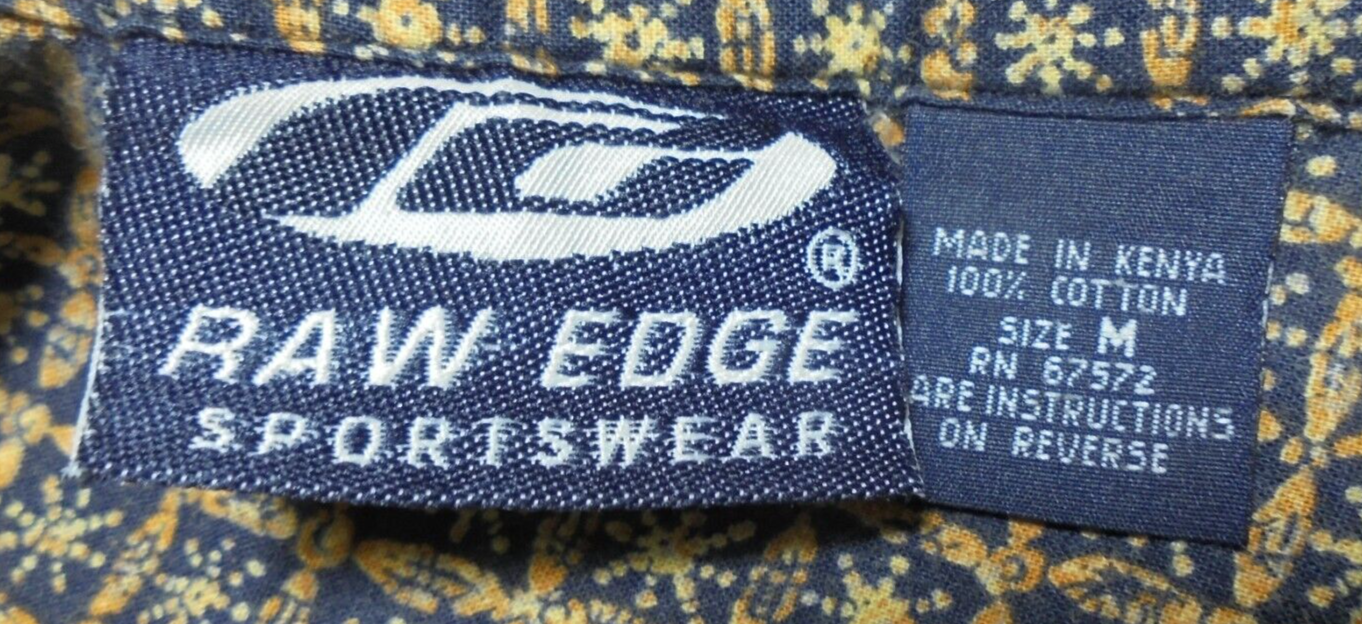 ®
RAW EDGE
SPORTSWEAR
MADE IN KENYA
100% COTTON
SIZE M
RN 67572
ARE INSTRUCTIONS
ON REVERSE